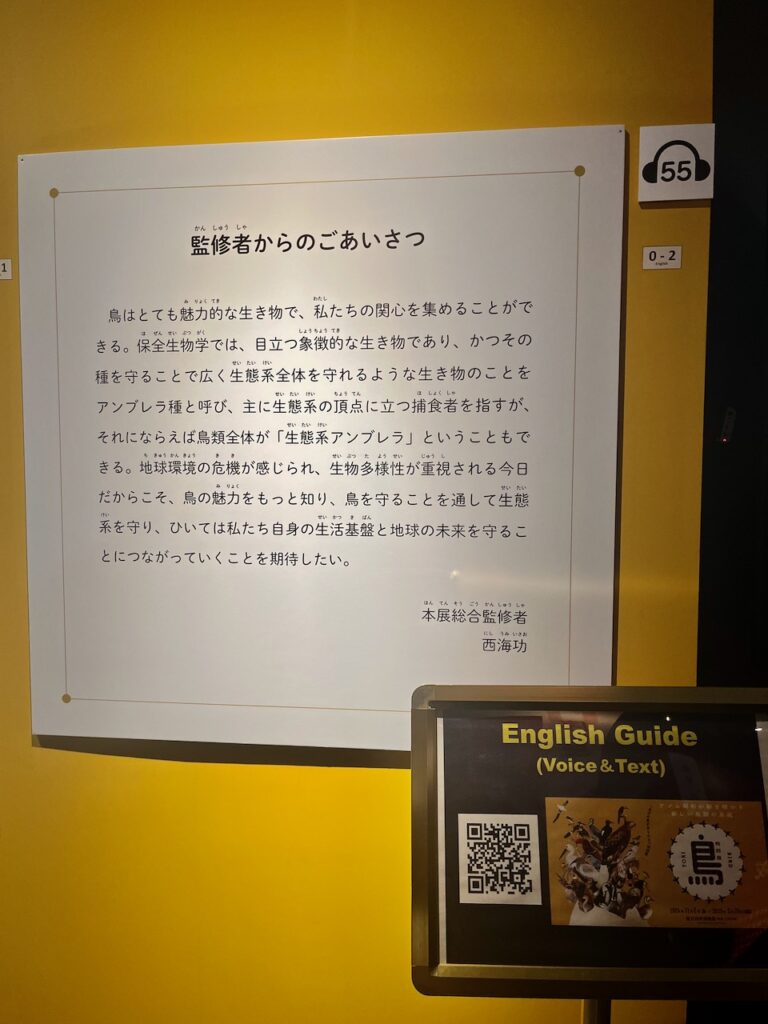 監修者からのごあいさつ
鳥はとても魅力的な生き物で、私たちの関心を集めることがで
きる。保全生物学では、目立つ象徴的な生き物であり、かつその
種を守ることで広く生態系全体を守れるような生き物のことを
アンブレラ種と呼び、主に生態系の頂点に立つ捕食者を指すが、
それにならえば鳥類全体が「生態系アンブレラ」ということもで
きる。地球環境の危機が感じられ、生物多様性が重視される今日
だからこそ、鳥の魅力をもっと知り、鳥を守ることを通して生態
系を守り、ひいては私たち自身の生活基盤と地球の未来を守るこ
とにつながっていくことを期待したい。
本展総合監修者
西海功
55
0-2
English
1
English Guide
(Voice&Text)
鳥
TORI